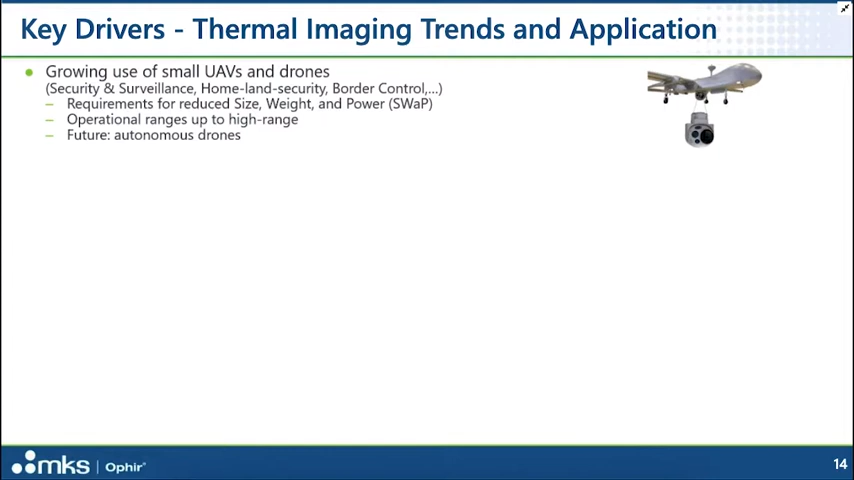 Key Drivers - Thermal Imaging Trends and Application
Growing use of small UAVs and drones
(Security & Surveillance, Home-land-security, Border Control,...)
– Requirements for reduced Size, Weight, and Power (SWaP)
– Operational ranges up to high-range
– Future: autonomous drones
mks | Ophir®
14